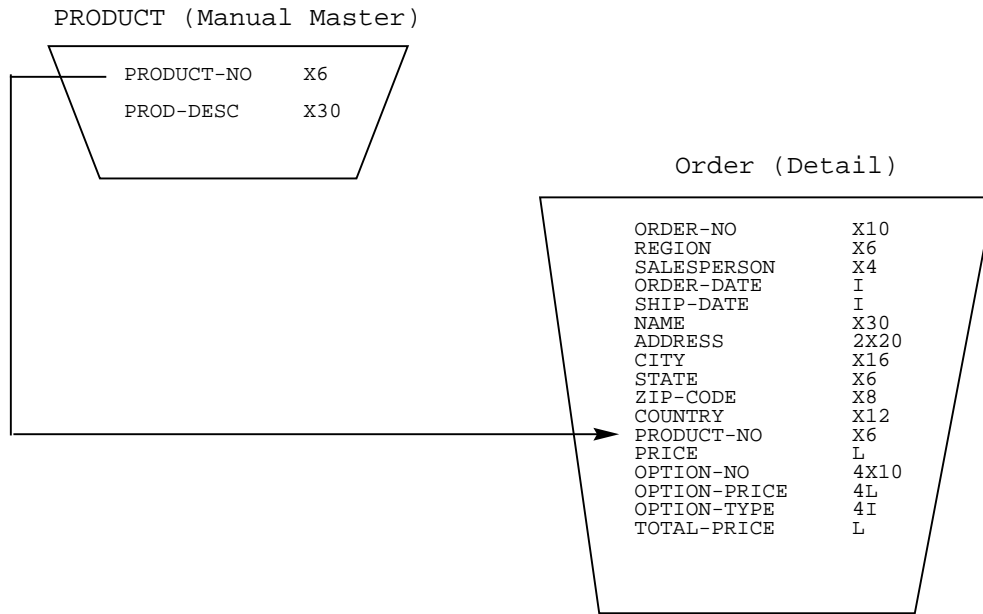 PRODUCT (Manual Master)
PRODUCT-NO X6
PROD-DESC X30
Order (Detail)
ORDER-NO X10
REGION X6
SALESPERSON X4
ORDER-DATE I
SHIP-DATE I
NAME X30
ADDRESS 2X20
CITY X16
STATE X6
ZIP-CODE X8
COUNTRY X12
PRODUCT-NO X6
PRICE L
OPTION-NO 4X10
OPTION-PRICE 4L
OPTION-TYPE 4I
TOTAL-PRICE L